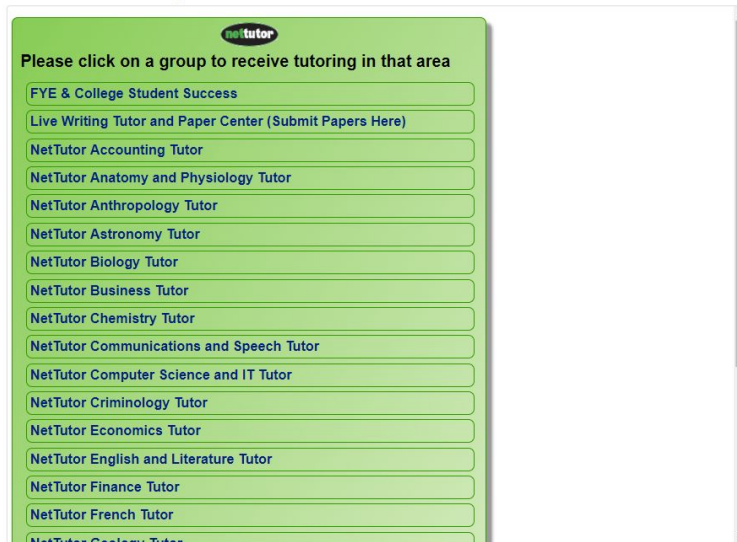 nettutor
Please click on a group to receive tutoring in that area
FYE & College Student Success
Live Writing Tutor and Paper Center (Submit Papers Here)
NetTutor Accounting Tutor
NetTutor Anatomy and Physiology Tutor
NetTutor Anthropology Tutor
NetTutor Astronomy Tutor
NetTutor Biology Tutor
NetTutor Business Tutor
NetTutor Chemistry Tutor
NetTutor Communications and Speech Tutor
NetTutor Computer Science and IT Tutor
NetTutor Criminology Tutor
NetTutor Economics Tutor
NetTutor English and Literature Tutor
NetTutor Finance Tutor
NetTutor French Tutor
NetTutor Geology Tutor